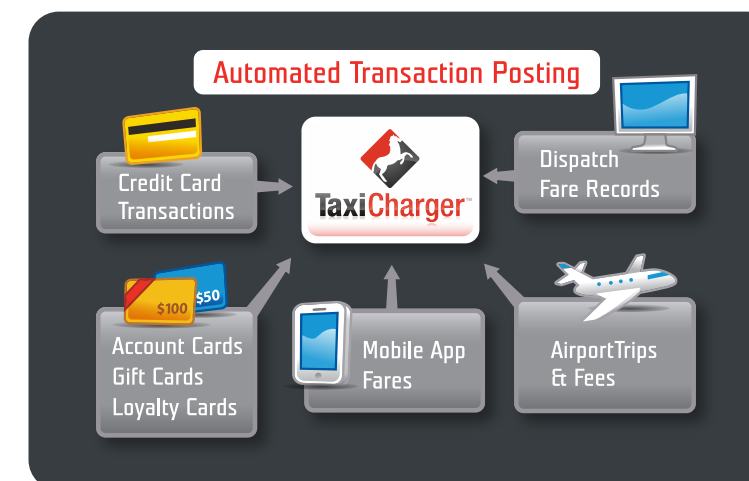 Automated Transaction Posting
Credit Card
Transactions
TaxiCharger™
Dispatch
Fare Records
$50
$100
Account Cards
Gift Cards
Loyalty Cards
Mobile App
Fares
AirportTrips
& Fees